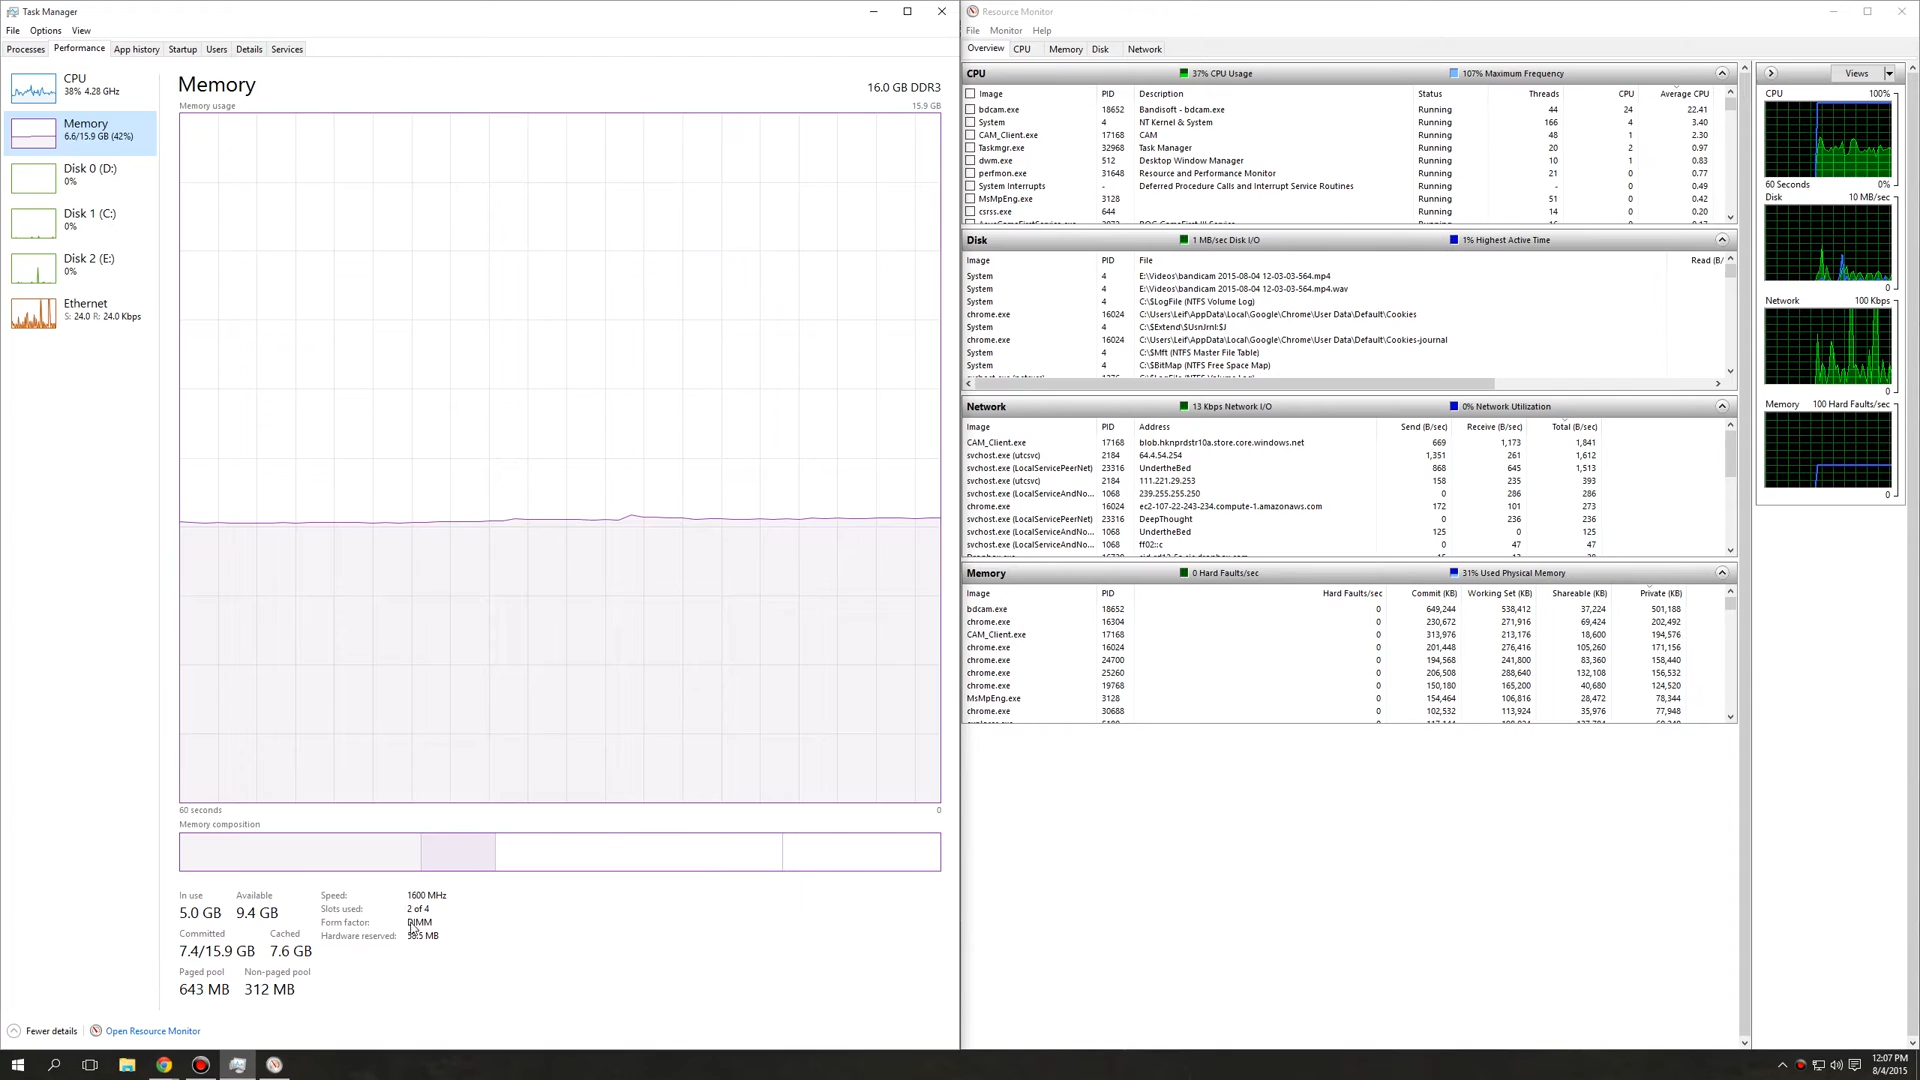 Task Manager
File Options View
Processes Performance App history Startup Users Details Services
CPU
38% 4.28 GHz
Memory
6.6/15.9 GB (42%)
Disk 0 (D:)
0%
Disk 1 (C:)
0%
Disk 2 (E:)
0%
Ethernet
S: 24.0 R: 24.0 Kbps
Memory
16.0 GB DDR3
Memory usage
15.9 GB
60 seconds
0
Memory composition
In use Available
5.0 GB 9.4 GB
Committed Cached
7.4/15.9 GB 7.6 GB
Paged pool Non-paged pool
643 MB 312 MB
Speed: 1600 MHz
Slots used: 2 of 4
Form factor: DIMM
Hardware reserved: MB
Fewer details Open Resource Monitor
Resource Monitor
File Monitor Help
Overview CPU Memory Disk Network
CPU 37% CPU Usage 107% Maximum Frequency
Image PID Description Status Threads CPU Average CPU
bdcam.exe 18652 Bandisoft - bdcam.exe Running 44 24 22.41
System 4 NT Kernel & System Running 166 4 3.40
CAM_Client.exe 17168 CAM Running 48 1 2.30
Taskmgr.exe 32968 Task Manager Running 20 2 0.97
dwm.exe 512 Desktop Window Manager Running 10 1 0.83
perfmon.exe 31648 Resource and Performance Monitor Running 21 0 0.77
System Interrupts - Deferred Procedure Calls and Interrupt Service Routines Running - 0 0.49
MsMpEng.exe 3128 Running 51 0 0.42
csrss.exe 644 Running 14 0 0.20
Disk 1 MB/sec Disk I/O 1% Highest Active Time
Image PID File Read (B/
System 4 E:\Videos\bandicam 2015-08-04 12-03-03-564.mp4
System 4 E:\Videos\bandicam 2015-08-04 12-03-03-564.mp4.wav
System 4 C:\$LogFile (NTFS Volume Log)
chrome.exe 16024 C:\Users\Leif\AppData\Local\Google\Chrome\User Data\Default\Cookies
System 4 C:\$Extend\$UsnJrnl:$J
chrome.exe 16024 C:\Users\Leif\AppData\Local\Google\Chrome\User Data\Default\Cookies-journal
System 4 C:\$Mft (NTFS Master File Table)
System 4 C:\$BitMap (NTFS Free Space Map)
Network 13 Kbps Network I/O 0% Network Utilization
Image PID Address Send (B/sec) Receive (B/sec) Total (B/sec)
CAM_Client.exe 17168 blob.hknprdstr10a.store.core.windows.net 669 1,173 1,841
svchost.exe (utcsvc) 2184 64.4.54.254 1,351 261 1,612
svchost.exe (LocalServicePeerNet) 23316 UndertheBed 868 645 1,513
svchost.exe (utcsvc) 2184 111.221.29.253 158 235 393
svchost.exe (LocalServiceAndNo... 1068 239.255.255.250 0 286 286
chrome.exe 16024 ec2-107-22-243-234.compute-1.amazonaws.com 172 101 273
svchost.exe (LocalServicePeerNet) 23316 DeepThought 0 236 236
svchost.exe (LocalServiceAndNo... 1068 UndertheBed 125 0 125
svchost.exe (LocalServiceAndNo... 1068 ff02::c 0 47 47
Memory 0 Hard Faults/sec 31% Used Physical Memory
Image PID Hard Faults/sec Commit (KB) Working Set (KB) Shareable (KB) Private (KB)
bdcam.exe 18652 0 649,244 538,412 37,224 501,188
chrome.exe 16304 0 230,672 271,916 69,424 202,492
CAM_Client.exe 17168 0 313,976 213,176 18,600 194,576
chrome.exe 16024 0 201,448 276,416 105,260 171,156
chrome.exe 24700 0 194,568 241,800 83,360 158,440
chrome.exe 25260 0 206,508 288,640 132,108 156,532
chrome.exe 19768 0 150,180 165,200 40,680 124,520
MsMpEng.exe 3128 0 154,464 106,816 28,472 78,344
chrome.exe 30688 0 102,532 113,924 35,976 77,948
Views
CPU 100%
60 Seconds 0%
Disk 10 MB/sec
0
Network 100 Kbps
0
Memory 100 Hard Faults/sec
0
12:07 PM
8/4/2015